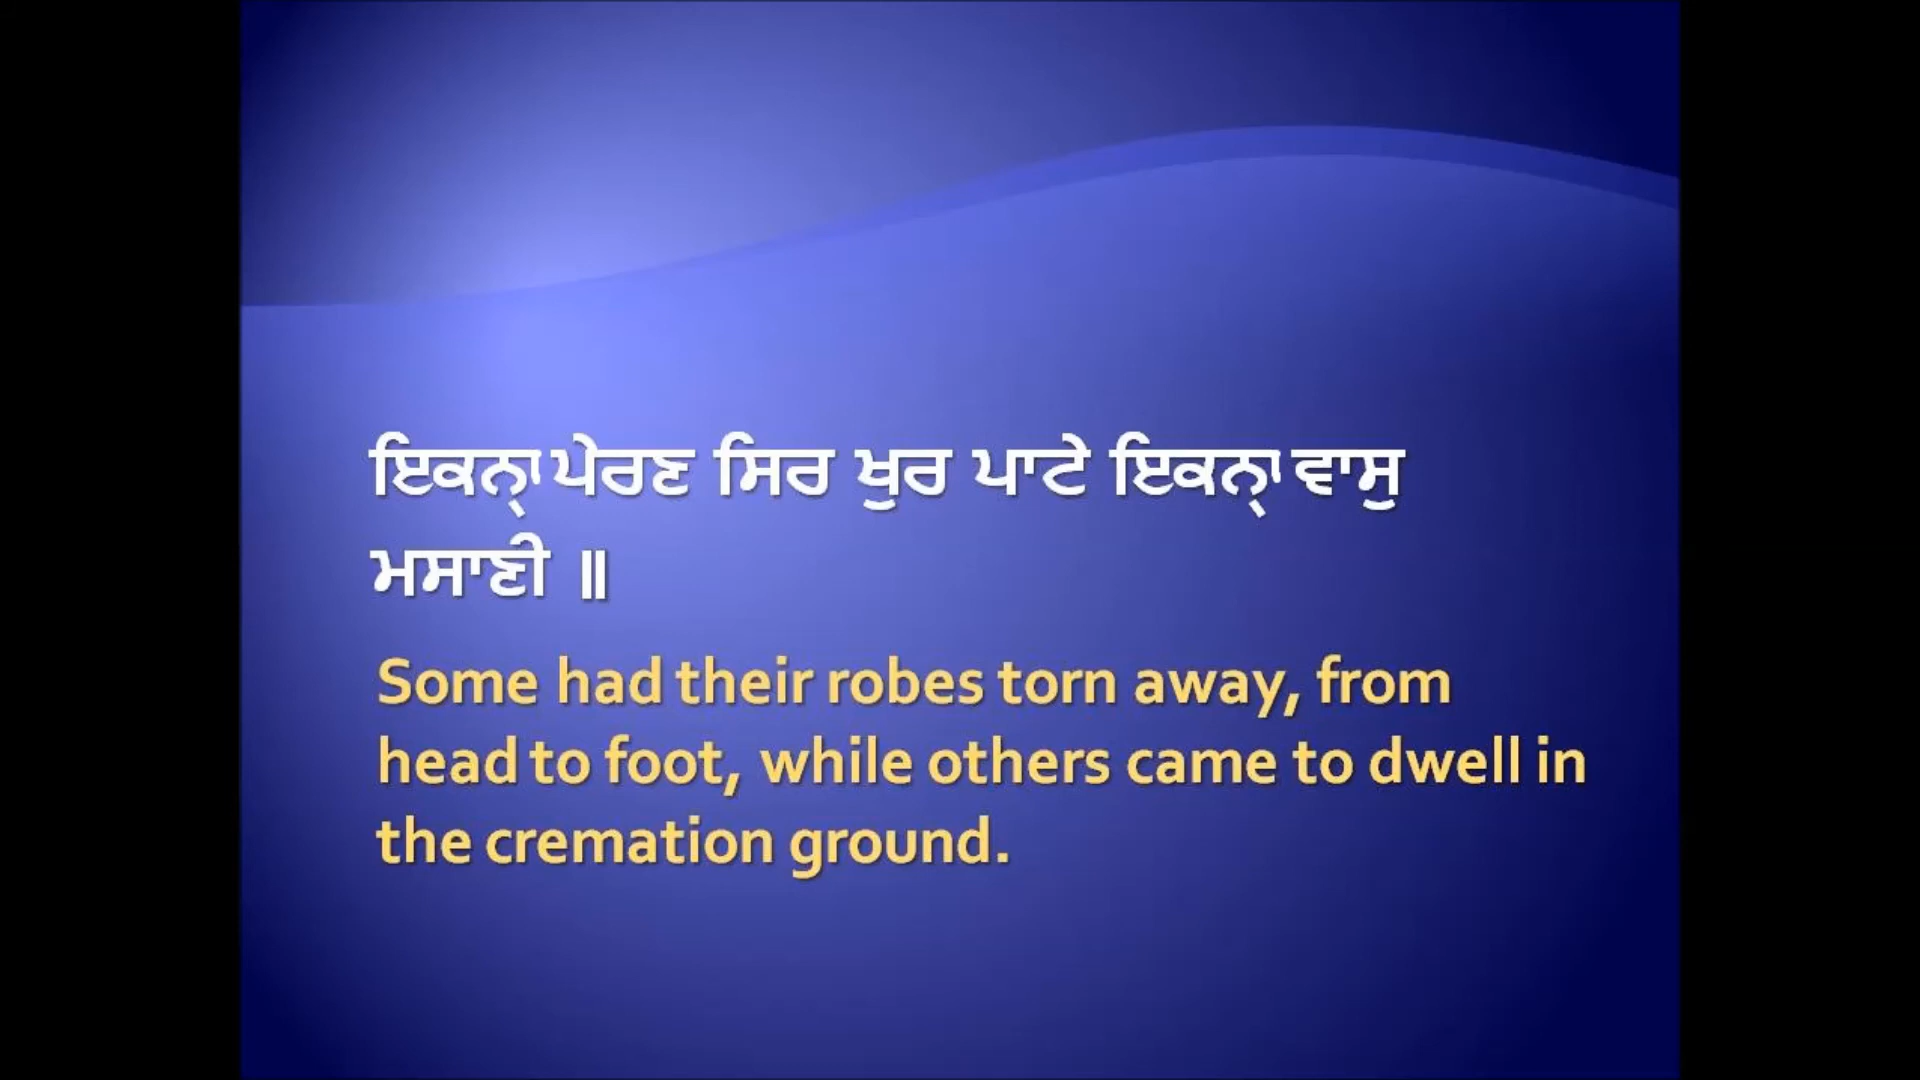 ਇਕਨ੍ਹਾ ਪੇਰਣ ਸਿਰ ਖੁਰ ਪਾਟੇ ਇਕਨ੍ਹਾ ਵਾਸੁ
ਮਸਾਣੀ ॥
Some had their robes torn away, from
head to foot, while others came to dwell in
the cremation ground.